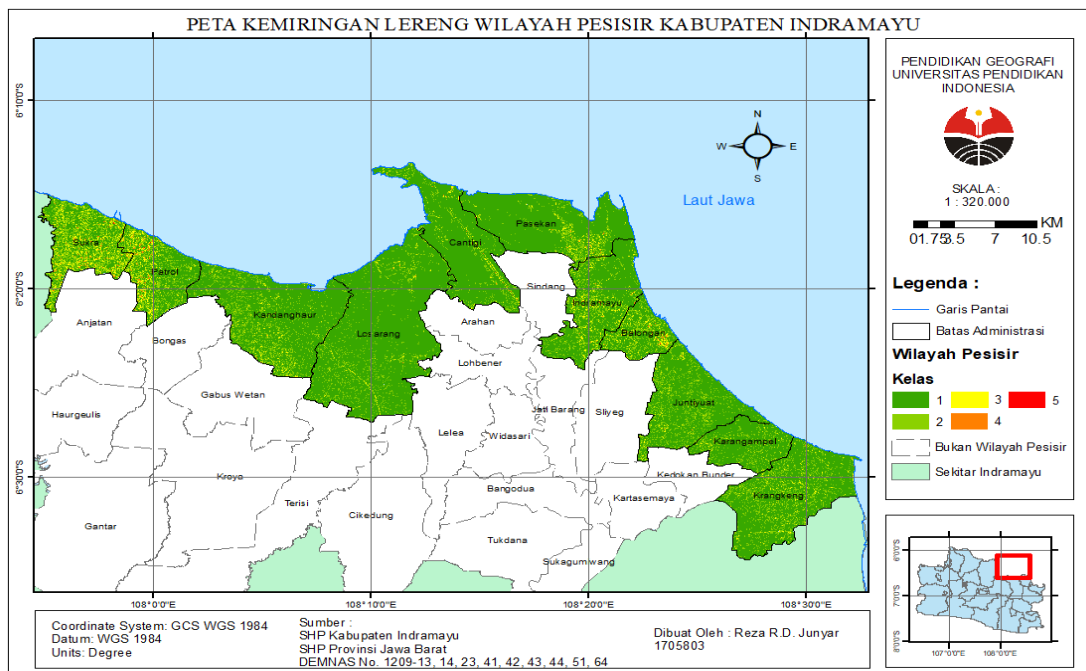 PETA KEMIRINGAN LERENG WILAYAH PESISIR KABUPATEN INDRAMAYU
6°10'0"S
6°20'0"S
6°30'0"S
N
W E
S
Laut Jawa
Sukra
Patrol
Pasekan
Cantigi
Sindang
Kandanghaur
Indramayu
Anjatan
Arahan
Losarang
Balongan
Bongas
Lohbener
Gabus Wetan
Juntiyuat
Haurgeulis
Jati Barang
Sliyeg
Lelea
Widasari
Karangampel
Kroya
Kedokan Bunder
Bangodua
Kartasemaya
Krangkeng
Terisi
Cikedung
Gantar
Tukdana
Sukagumiwang
108°0'0"E
108°10'0"E
108°20'0"E
108°30'0"E
PENDIDIKAN GEOGRAFI
UNIVERSITAS PENDIDIKAN
INDONESIA
SKALA :
1 : 320.000
KM
01.753.5 7 10.5
Legenda :
Garis Pantai
Batas Administrasi
Wilayah Pesisir
Kelas
1 3 5
2 4
Bukan Wilayah Pesisir
Sekitar Indramayu
6°0'0"S
7°0'0"S
8°0'0"S
107°0'0"E
108°0'0"E
Coordinate System: GCS WGS 1984
Datum: WGS 1984
Units: Degree
Sumber :
SHP Kabupaten Indramayu
SHP Provinsi Jawa Barat
DEMNAS No. 1209-13, 14, 23, 41, 42, 43, 44, 51, 64
Dibuat Oleh : Reza R.D. Junyar
1705803